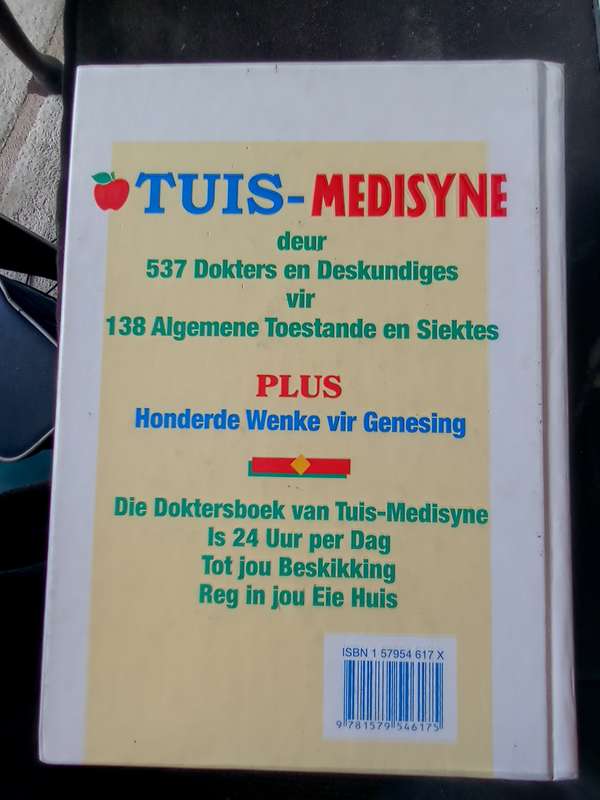 TUIS-MEDISYNE
deur
537 Dokters en Deskundiges
vir
138 Algemene Toestande en Siektes
PLUS
Honderde Wenke vir Genesing
Die Doktersboek van Tuis-Medisyne
Is 24 Uur per Dag
Tot jou Beskikking
Reg in jou Eie Huis
ISBN 1 57954 617 X
9 781579 546175